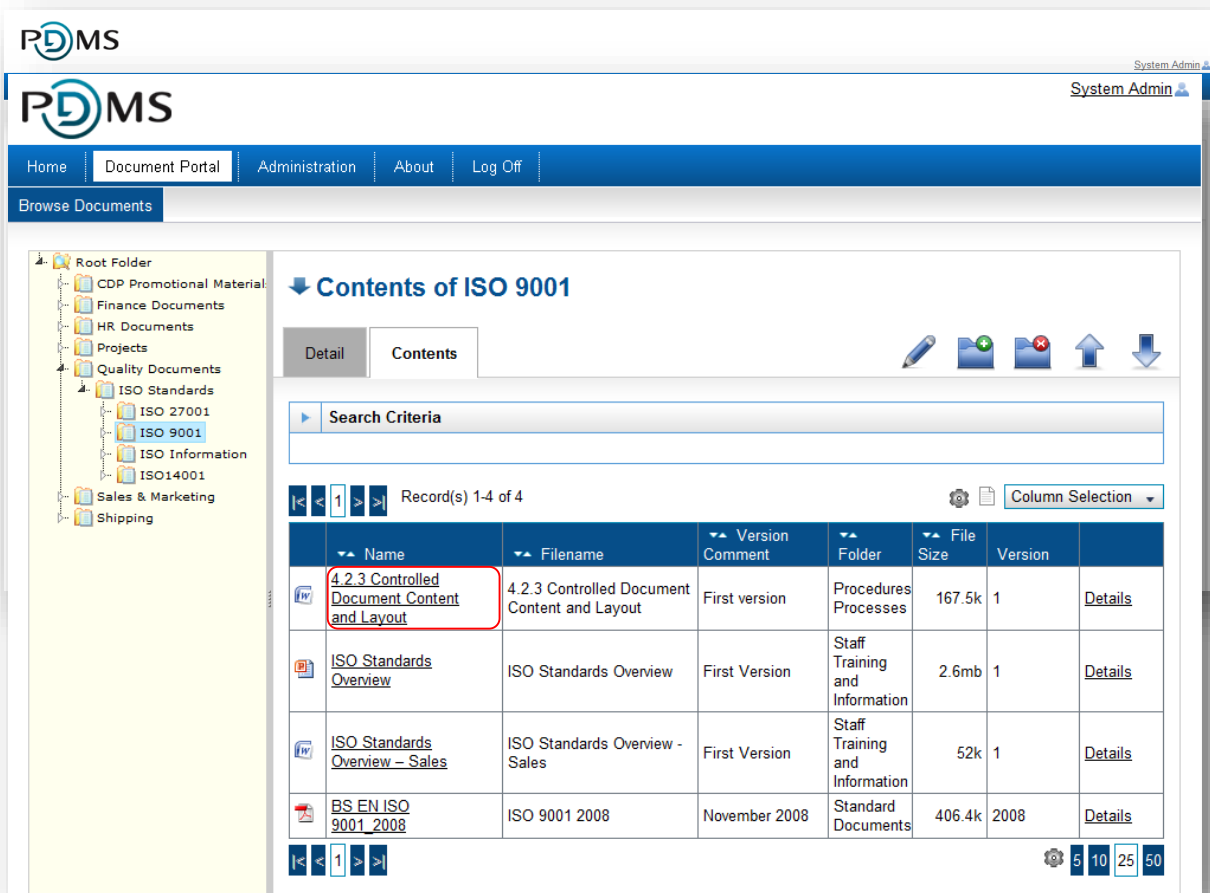 PDMS
System Admin
PDMS
System Admin
Home
Document Portal
Administration
About
Log Off
Browse Documents
Root Folder
CDP Promotional Material
Finance Documents
HR Documents
Projects
Quality Documents
ISO Standards
ISO 27001
ISO 9001
ISO Information
ISO14001
Sales & Marketing
Shipping
Contents of ISO 9001
Detail
Contents
Search Criteria
|< < 1 > >| Record(s) 1-4 of 4
Column Selection
Name
Filename
Version
Comment
Folder
File
Size
Version
4.2.3 Controlled
Document Content
and Layout
4.2.3 Controlled Document
Content and Layout
First version
Procedures
Processes
167.5k
1
Details
ISO Standards
Overview
ISO Standards Overview
First Version
Staff
Training
and
Information
2.6mb
1
Details
ISO Standards
Overview – Sales
ISO Standards Overview -
Sales
First Version
Staff
Training
and
Information
52k
1
Details
BS EN ISO
9001_2008
ISO 9001 2008
November 2008
Standard
Documents
406.4k
2008
Details
|< < 1 > >|
5 10 25 50